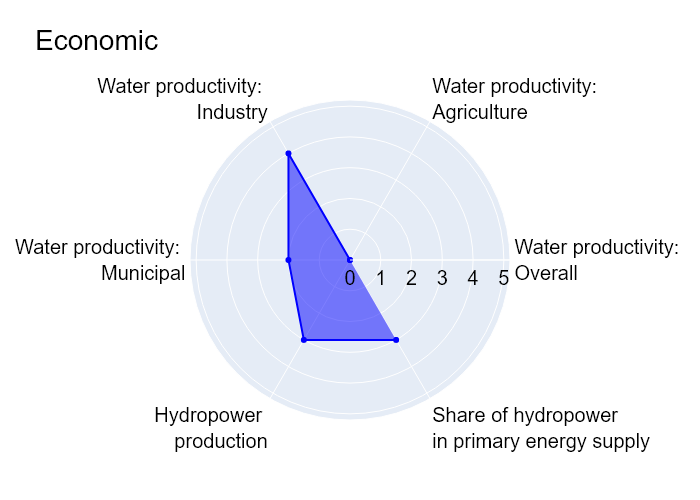 Economic
Water productivity:
Industry
Water productivity:
Agriculture
Water productivity:
Municipal
Water productivity:
Overall
0 1 2 3 4 5
Hydropower
production
Share of hydropower
in primary energy supply